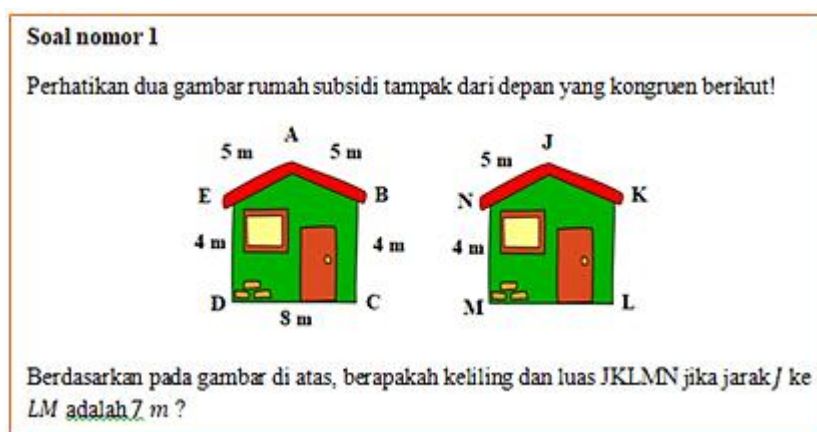 Soal nomor 1
Perhatikan dua gambar rumah subsidi tampak dari depan yang kongruen berikut!
A
J
5 m
5 m
5 m
E
B
N
K
4 m
4 m
4 m
D
C
M
L
8 m
Berdasarkan pada gambar di atas, berapakah keliling dan luas JKLMN jika jarak J ke
LM adalah 7 m ?